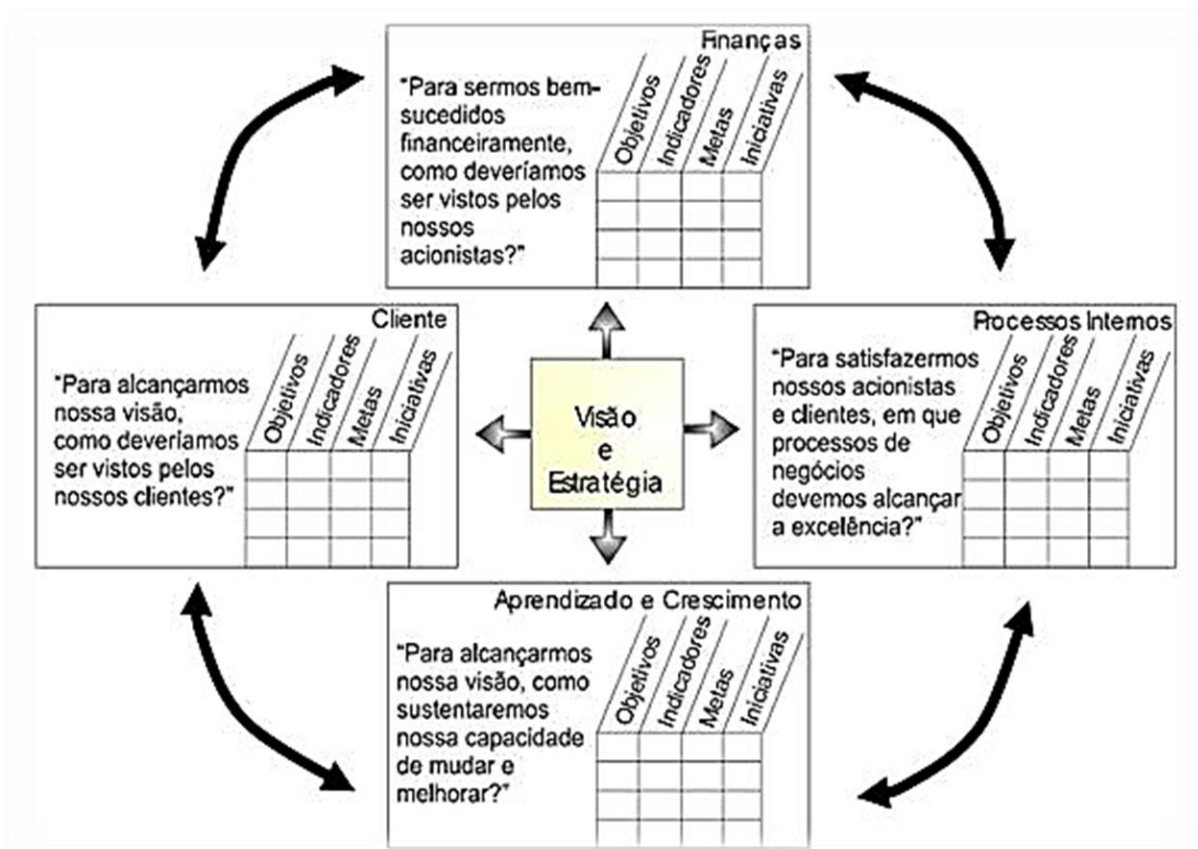 Finanças
"Para sermos bem-
sucedidos
financeiramente,
como deveríamos
ser vistos pelos
nossos
acionistas?"
Objetivos
Indicadores
Metas
Iniciativas
Cliente
"Para alcançarmos
nossa visão,
como deveríamos
ser vistos pelos
nossos clientes?"
Objetivos
Indicadores
Metas
Iniciativas
Visão
e
Estratégia
Processos Internos
"Para satisfazermos
nossos acionistas
e clientes, em que
processos de
negócios
devemos alcançar
a excelência?"
Objetivos
Indicadores
Metas
Iniciativas
Aprendizado e Crescimento
"Para alcançarmos
nossa visão, como
sustentaremos
nossa capacidade
de mudar e
melhorar?"
Objetivos
Indicadores
Metas
Iniciativas